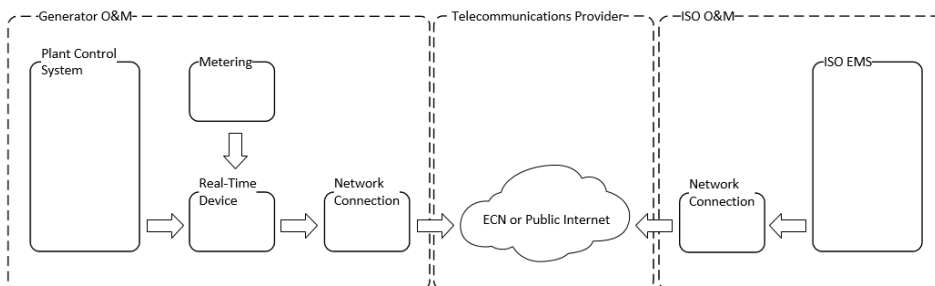 Generator O&M
Telecommunications Provider
ISO O&M
Plant Control
System
Metering
ISO EMS
Real-Time
Device
Network
Connection
ECN or Public Internet
Network
Connection